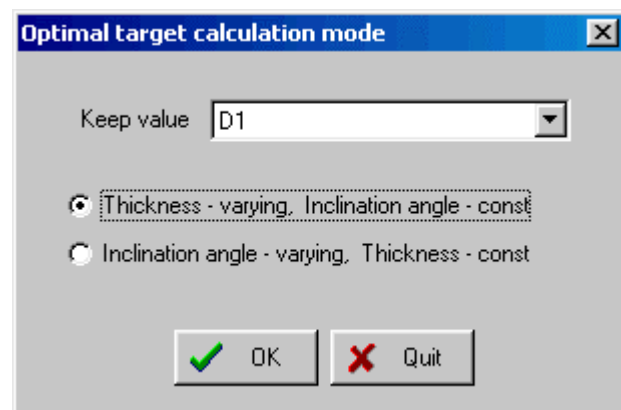 Optimal target calculation mode
Keep value D1
Thickness - varying, Inclination angle - const
Inclination angle - varying, Thickness - const
OK Quit